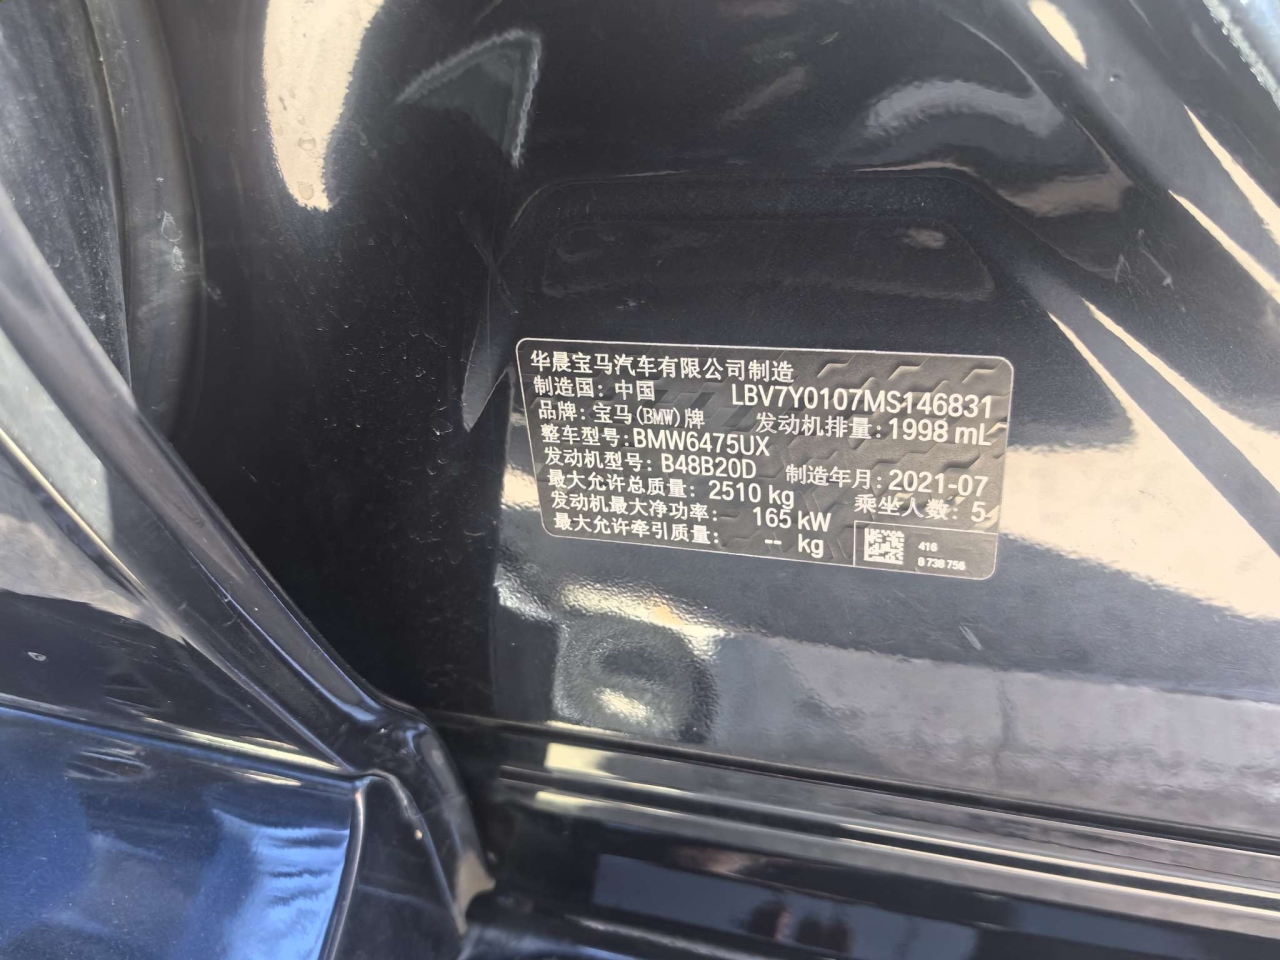 华晨宝马汽车有限公司制造
制造国: 中国 LBV7Y0107MS146831
品牌: 宝马(BMW)牌 发动机排量: 1998 mL
整车型号: BMW6475UX
发动机型号: B48B20D 制造年月: 2021-07
最大允许总质量: 2510 kg 乘坐人数: 5
发动机最大净功率: 165 kW
最大允许牵引质量: -- kg
416
8 738 756